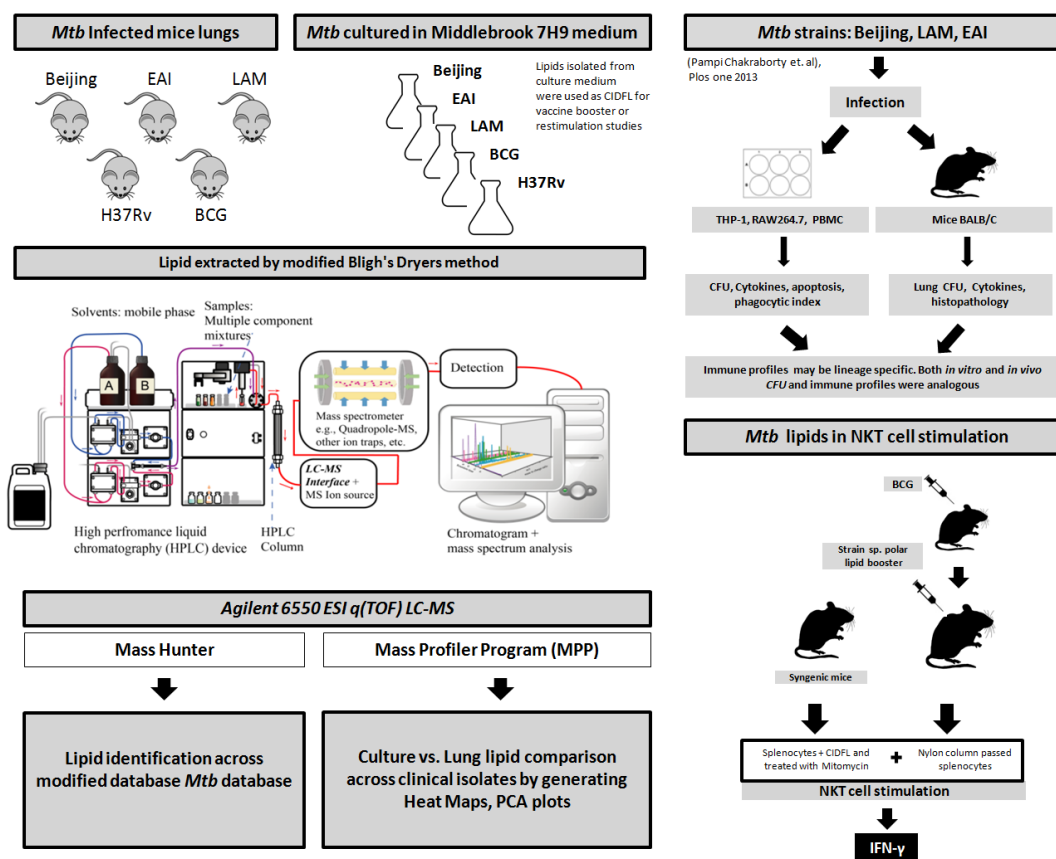 Mtb Infected mice lungs
Beijing
EAI
LAM
H37Rv
BCG
Mtb cultured in Middlebrook 7H9 medium
Beijing
EAI
LAM
BCG
H37Rv
Lipids isolated from
culture medium
were used as CIDFL for
vaccine booster or
restimulation studies
Lipid extracted by modified Bligh's Dryers method
Solvents: mobile phase
A
B
Samples:
Multiple component
mixtures
High perfromance liquid
chromatography (HPLC) device
HPLC
Column
Mass spectrometer
e.g., Quadropole-MS,
other ion traps, etc.
LC-MS
Interface +
MS Ion source
Detection
Chromatogram +
mass spectrum analysis
Agilent 6550 ESI q(TOF) LC-MS
Mass Hunter
Mass Profiler Program (MPP)
Lipid identification across
modified database Mtb database
Culture vs. Lung lipid comparison
across clinical isolates by generating
Heat Maps, PCA plots
Mtb strains: Beijing, LAM, EAI
(Pampi Chakraborty et. al),
Plos one 2013
Infection
THP-1, RAW264.7, PBMC
Mice BALB/C
CFU, Cytokines, apoptosis,
phagocytic index
Lung CFU, Cytokines,
histopathology
Immune profiles may be lineage specific. Both in vitro and in vivo
CFU and immune profiles were analogous
Mtb lipids in NKT cell stimulation
BCG
Strain sp. polar
lipid booster
Syngenic mice
Splenocytes + CIDFL and
treated with Mitomycin
+
Nylon column passed
splenocytes
NKT cell stimulation
IFN-γ